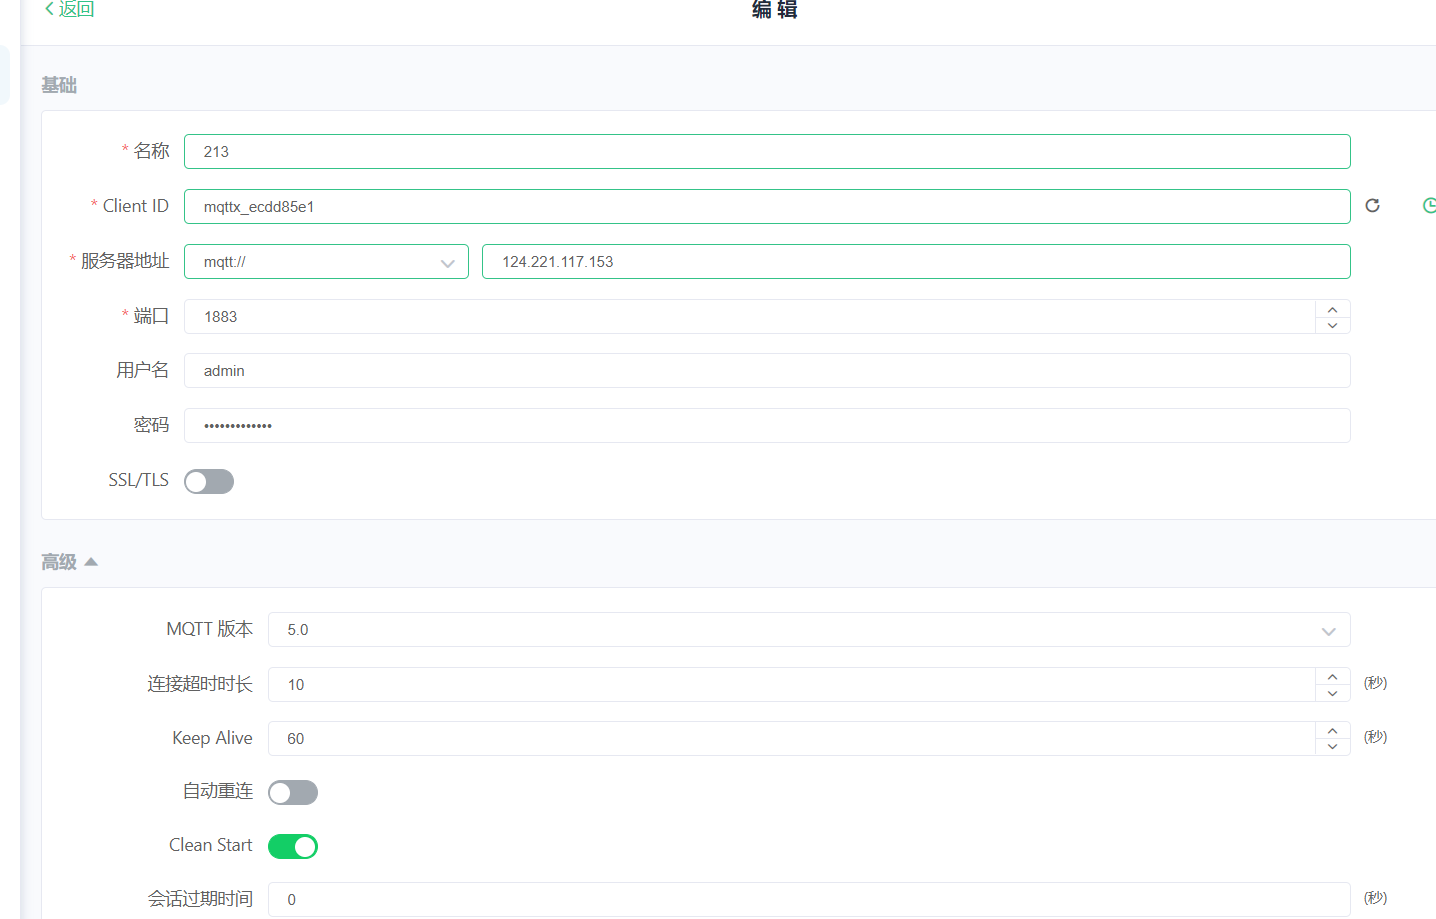 返回
编 辑
基础
* 名称 213
* Client ID mqttx_ecdd85e1
* 服务器地址 mqtt:// 124.221.117.153
* 端口 1883
用户名 admin
密码 •••••••••••••
SSL/TLS
高级
MQTT 版本 5.0
连接超时时长 10 (秒)
Keep Alive 60 (秒)
自动重连
Clean Start
会话过期时间 0 (秒)